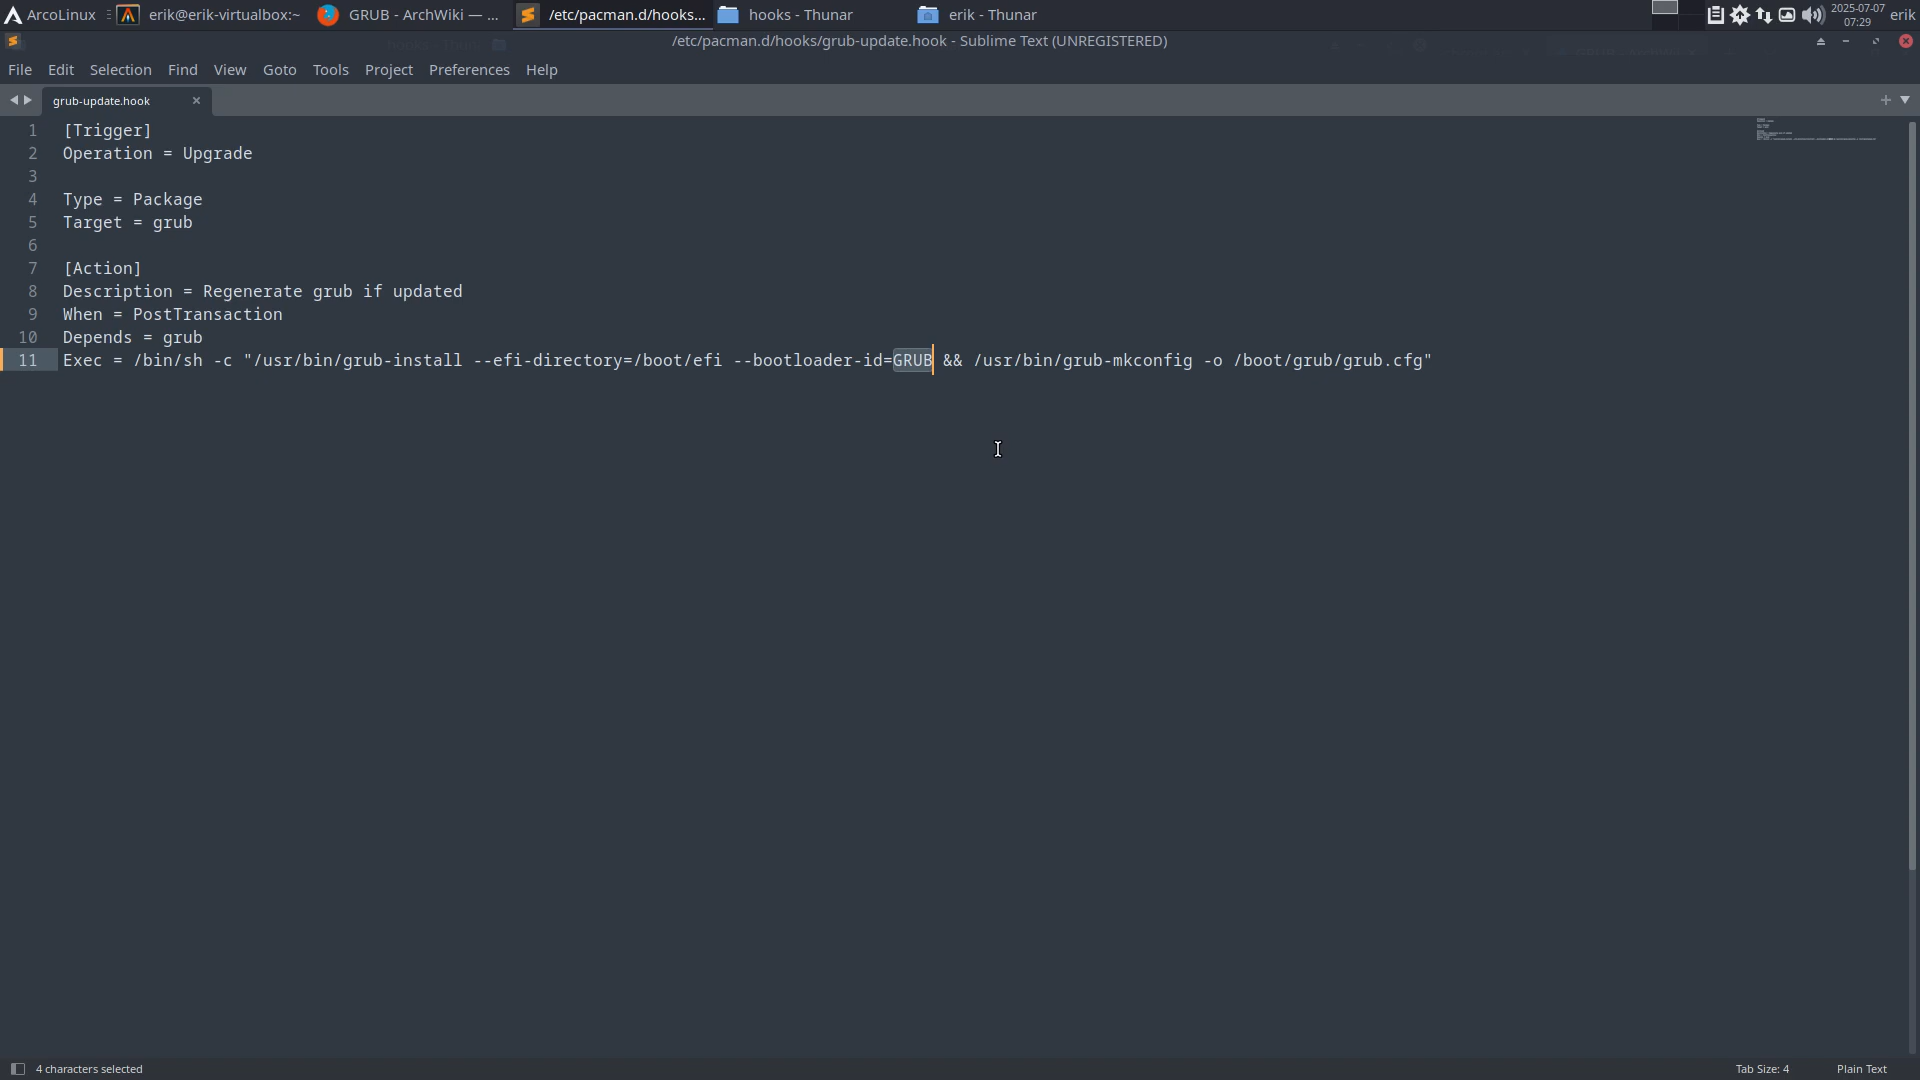 ArcoLinux
erik@erik-virtualbox:~
GRUB - ArchWiki — ...
/etc/pacman.d/hooks...
hooks - Thunar
erik - Thunar
2025-07-07
07:29
erik
/etc/pacman.d/hooks/grub-update.hook - Sublime Text (UNREGISTERED)
File Edit Selection Find View Goto Tools Project Preferences Help
grub-update.hook
1 [Trigger]
2 Operation = Upgrade
3
4 Type = Package
5 Target = grub
6
7 [Action]
8 Description = Regenerate grub if updated
9 When = PostTransaction
10 Depends = grub
11 Exec = /bin/sh -c "/usr/bin/grub-install --efi-directory=/boot/efi --bootloader-id=GRUB && /usr/bin/grub-mkconfig -o /boot/grub/grub.cfg"
4 characters selected
Tab Size: 4
Plain Text